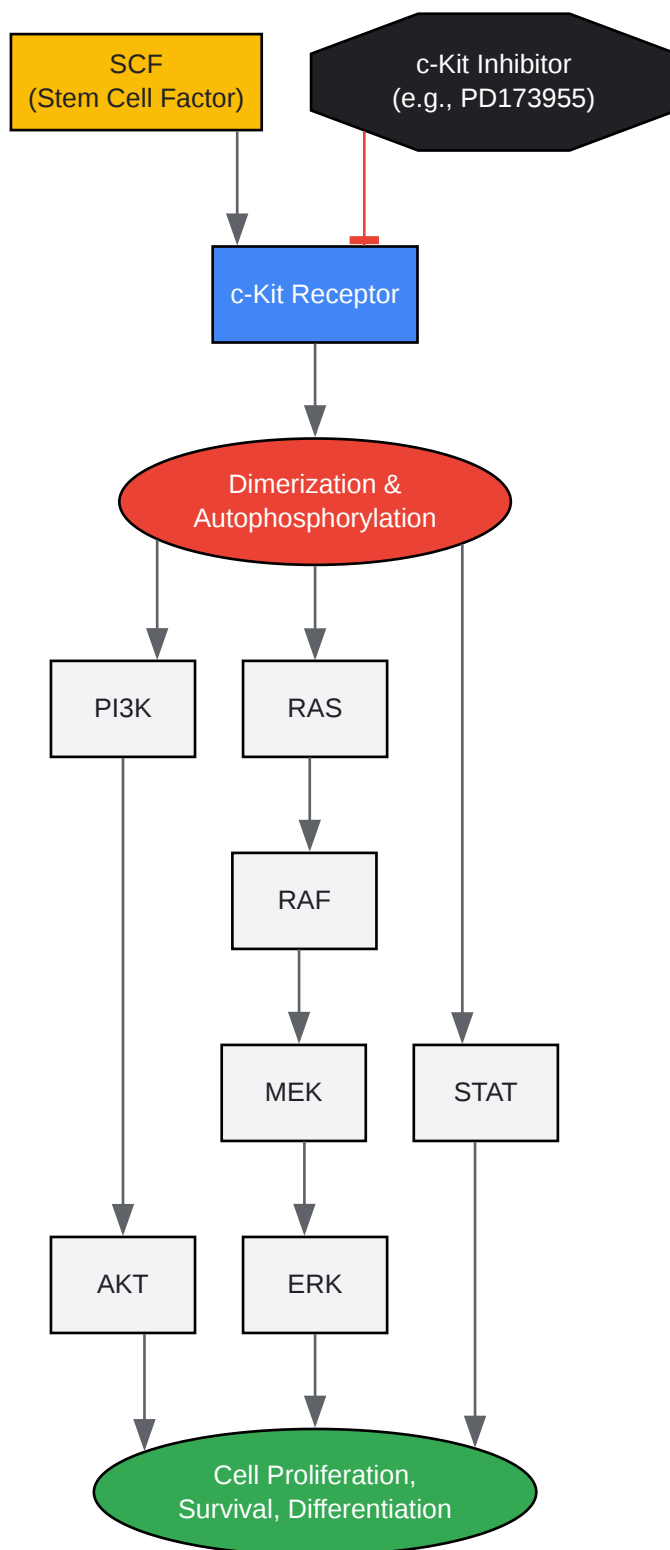 SCF
(Stem Cell Factor)
c-Kit Inhibitor
(e.g., PD173955)
c-Kit Receptor
Dimerization &
Autophosphorylation
PI3K
RAS
RAF
MEK
STAT
AKT
ERK
Cell Proliferation,
Survival, Differentiation